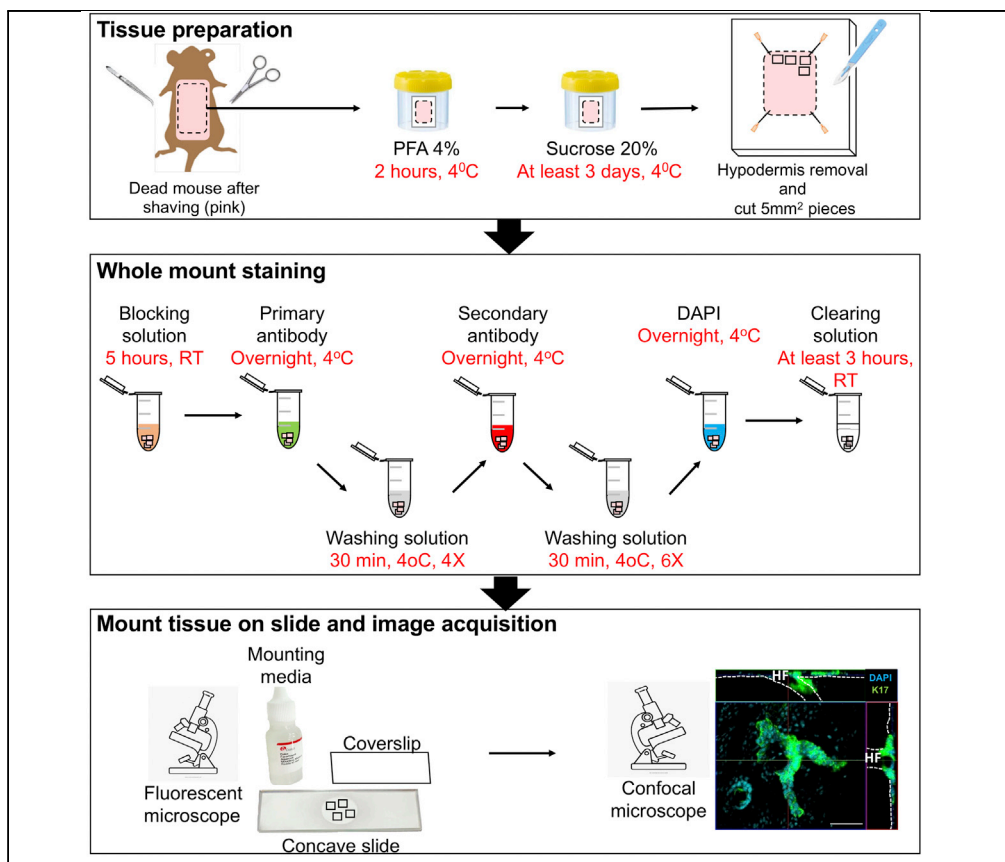 Tissue preparation
Dead mouse after
shaving (pink)
PFA 4%
2 hours, 4⁰C
Sucrose 20%
At least 3 days, 4⁰C
Hypodermis removal
and
cut 5mm² pieces
Whole mount staining
Blocking
solution
5 hours, RT
Primary
antibody
Overnight, 4ºC
Secondary
antibody
Overnight, 4ºC
DAPI
Overnight, 4ºC
Clearing
solution
At least 3 hours,
RT
Washing solution
30 min, 4oC, 4X
Washing solution
30 min, 4oC, 6X
Mount tissue on slide and image acquisition
Fluorescent
microscope
Mounting
media
Coverslip
Concave slide
Confocal
microscope
HF
DAPI
K17
HF